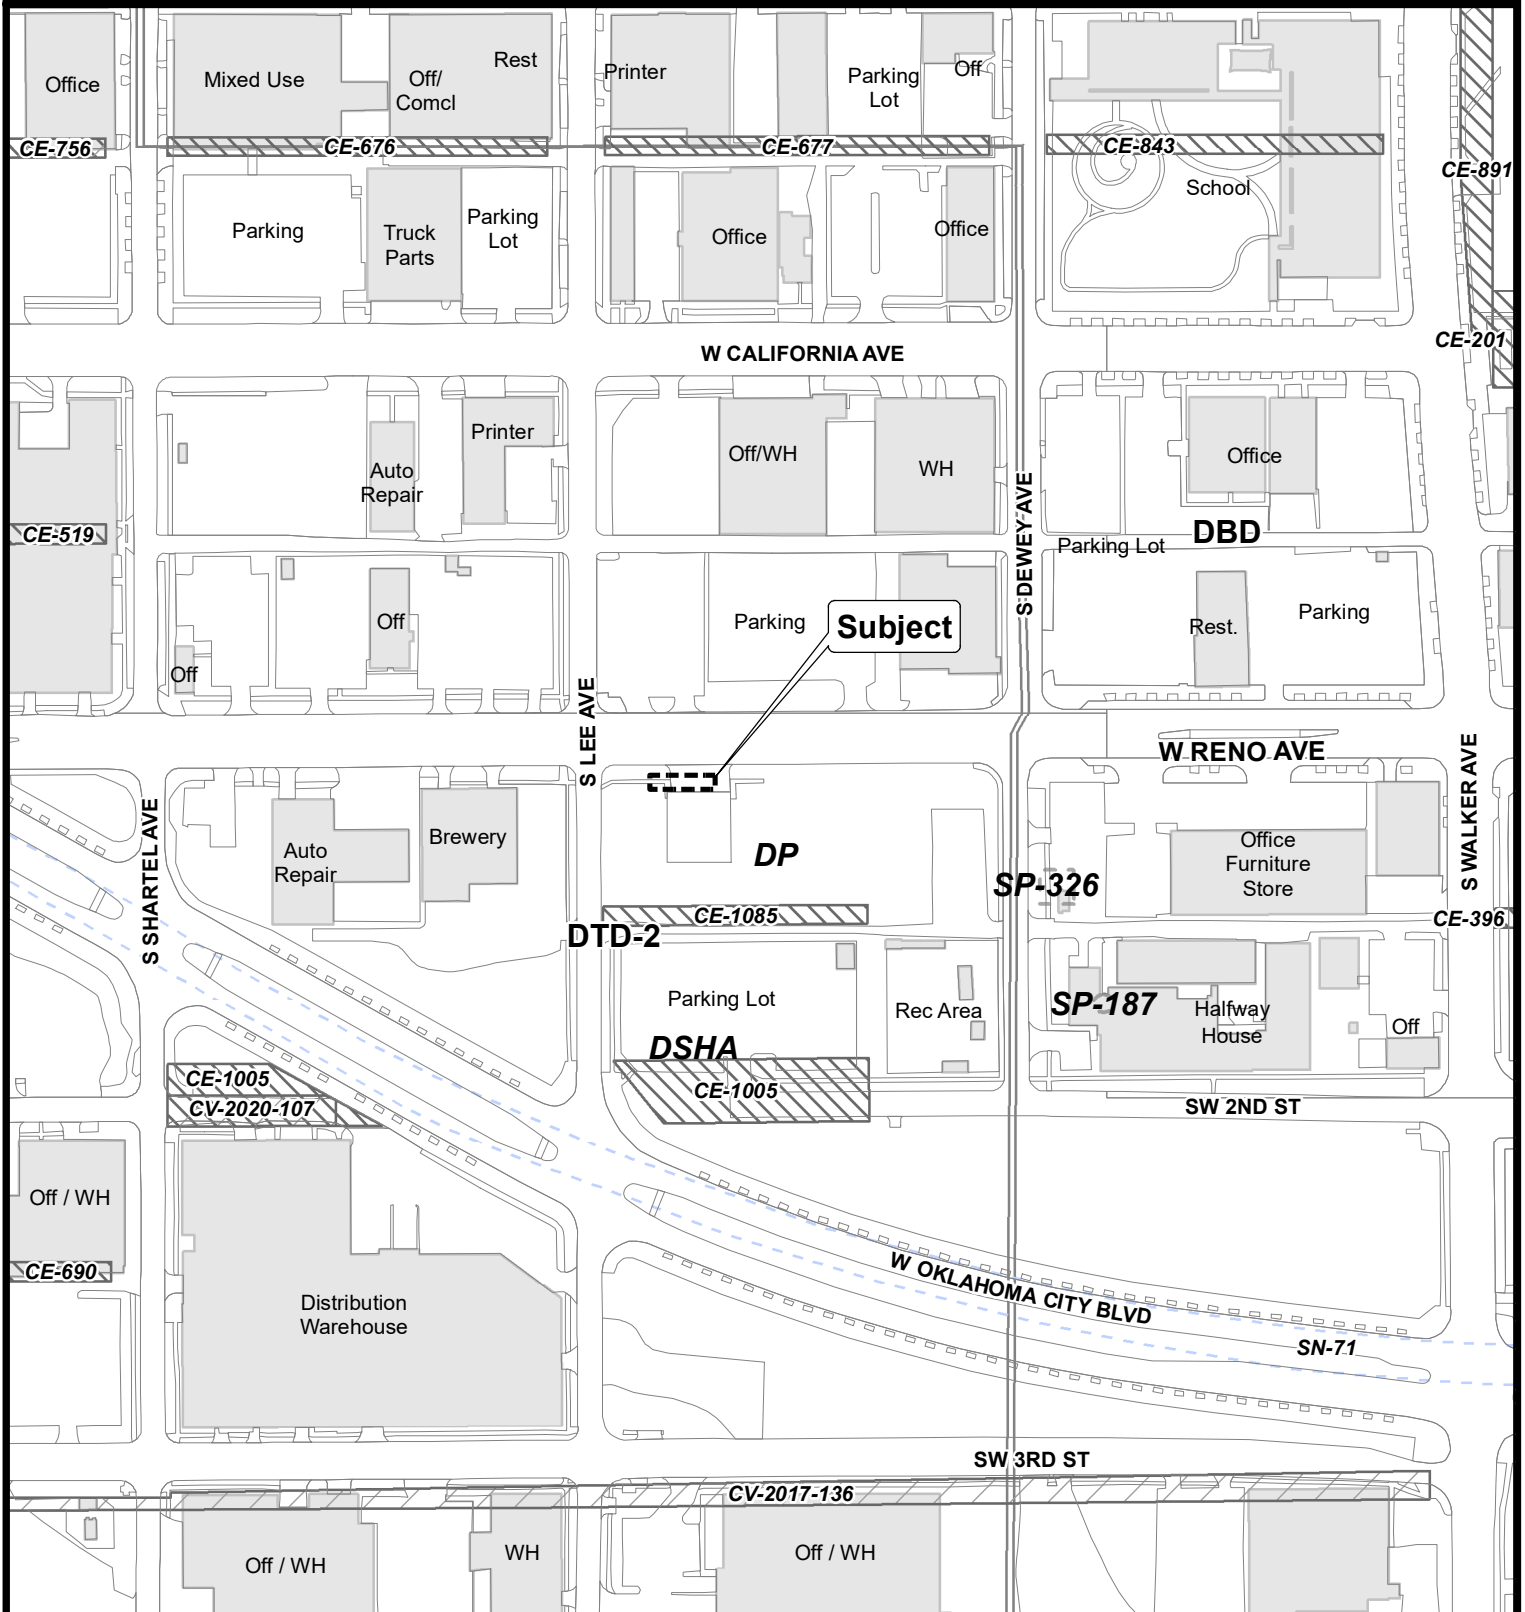 Office
Mixed Use
Off/
Comcl
Rest
Printer
Parking
Lot
Off
CE-756
CE-676
CE-677
CE-843
CE-891
School
Parking
Truck
Parts
Parking
Lot
Office
Office
W CALIFORNIA AVE
CE-201
Auto
Repair
Printer
Off/WH
WH
Office
CE-519
S DEWEY AVE
Parking Lot
DBD
Off
Off
Parking
Subject
Rest.
Parking
S LEE AVE
W RENO AVE
S WALKER AVE
S SHARTEL AVE
Auto
Repair
Brewery
DP
SP-326
Office
Furniture
Store
CE-1085
CE-396
DTD-2
Parking Lot
Rec Area
SP-187
Halfway
House
Off
DSHA
CE-1005
CV-2020-107
CE-1005
SW 2ND ST
Off / WH
CE-690
Distribution
Warehouse
W OKLAHOMA CITY BLVD
SN-71
SW 3RD ST
CV-2017-136
Off / WH
WH
Off / WH